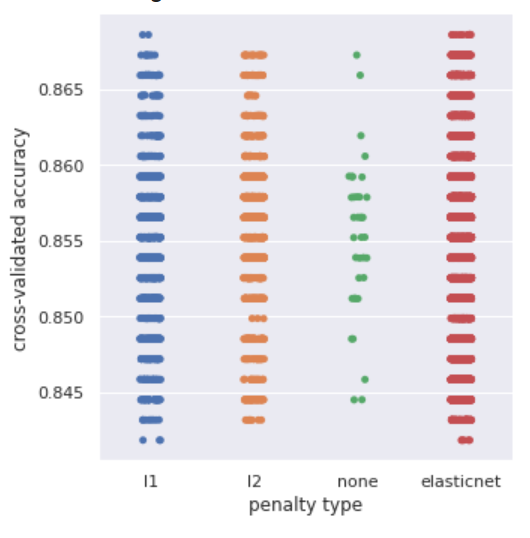 0.865
0.860
0.855
0.850
0.845
cross-validated accuracy
l1
l2
none
elasticnet
penalty type